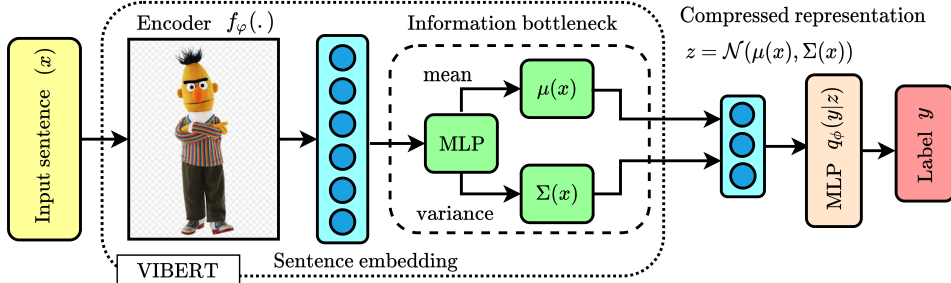 Input sentence (x)
Encoder f_φ(.)
VIBERT
Sentence embedding
Information bottleneck
mean
MLP
variance
μ(x)
Σ(x)
Compressed representation
z = 𝒩(μ(x), Σ(x))
MLP q_ϕ(y|z)
Label y